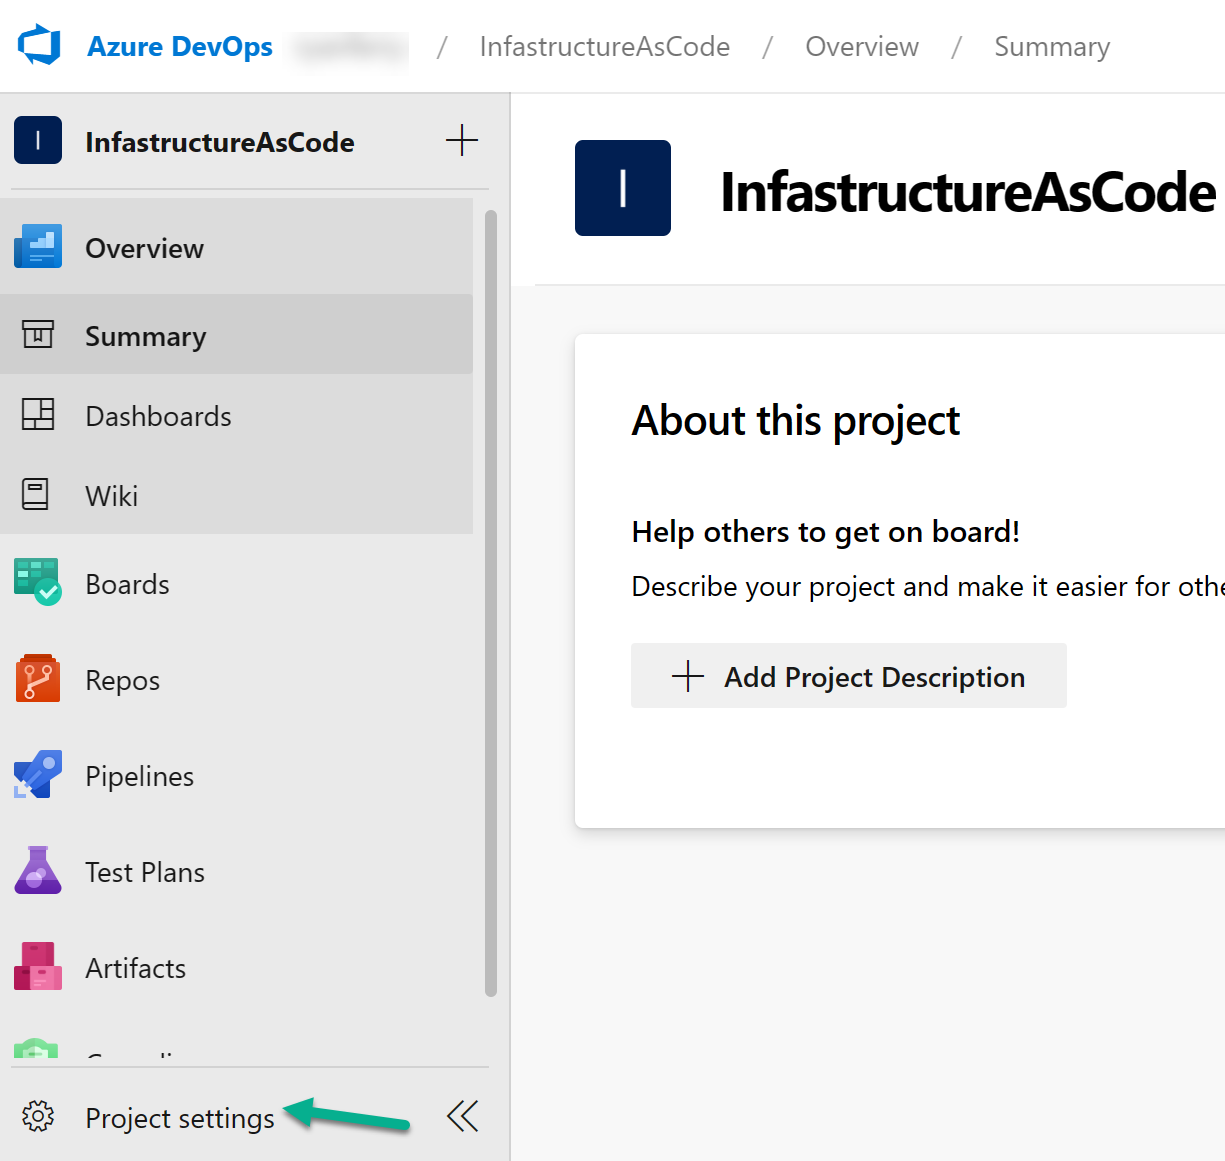 Azure DevOps / InfastructureAsCode / Overview / Summary
I InfastructureAsCode
Overview
Summary
Dashboards
Wiki
Boards
Repos
Pipelines
Test Plans
Artifacts
Project settings
I InfastructureAsCode
About this project
Help others to get on board!
Describe your project and make it easier for othe
Add Project Description